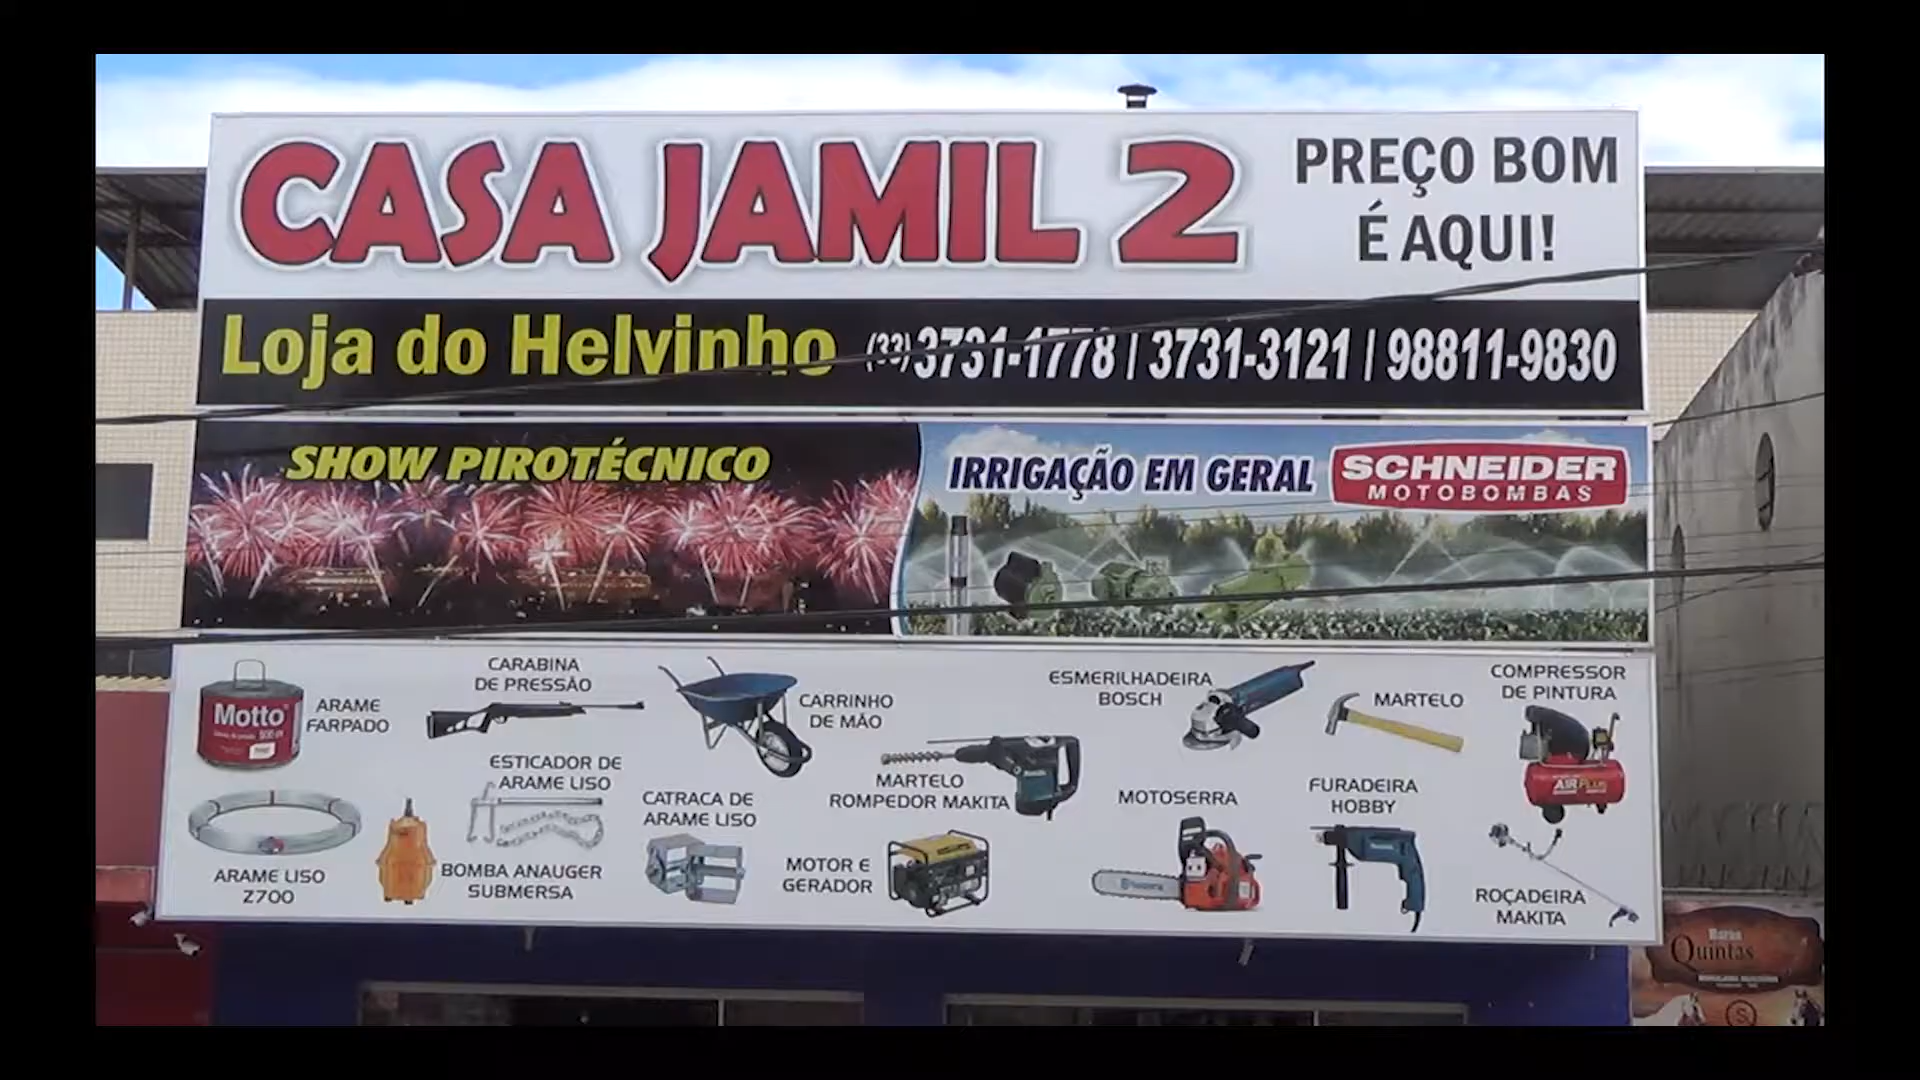 CASA JAMIL 2
PREÇO BOM
É AQUI!
Loja do Helvinho
(33) 3731-1778 / 3731-3121 / 98811-9830
SHOW PIROTÉCNICO
IRRIGAÇÃO EM GERAL
SCHNEIDER
MOTOBOMBAS
Motto
ARAME
FARPADO
CARABINA
DE PRESSÃO
CARRINHO
DE MÃO
ESMERILHADEIRA
BOSCH
MARTELO
COMPRESSOR
DE PINTURA
AIR PLUS
ESTICADOR DE
ARAME LISO
CATRACA DE
ARAME LISO
MARTELO
ROMPEDOR MAKITA
MOTOSERRA
FURADEIRA
HOBBY
ARAME LISO
Z700
BOMBA ANAUGER
SUBMERSA
MOTOR E
GERADOR
ROÇADEIRA
MAKITA
Quintas